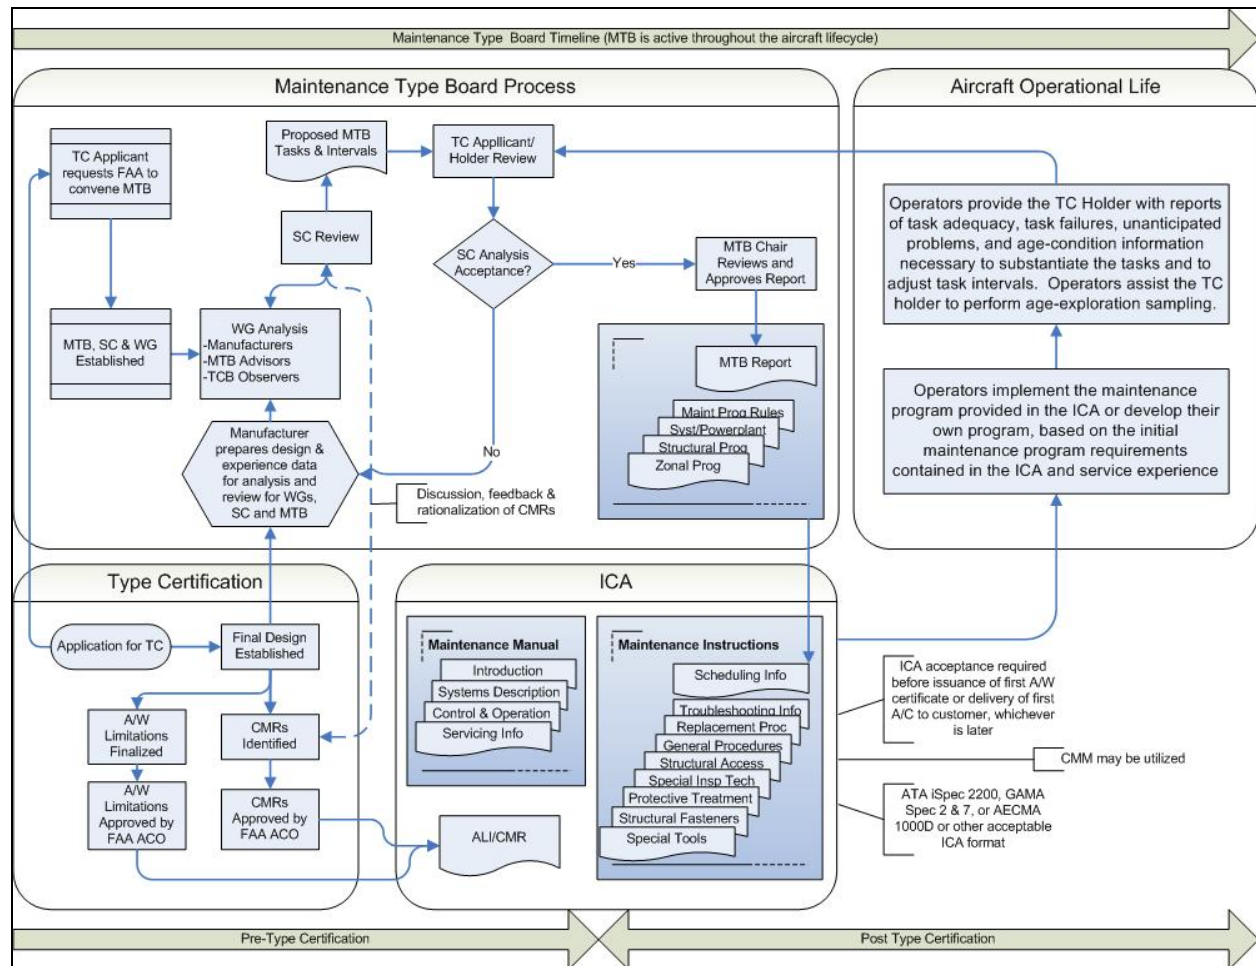 Maintenance Type Board Timeline (MTB is active throughout the aircraft lifecycle)
Maintenance Type Board Process
TC Applicant
requests FAA to
convene MTB
MTB, SC & WG
Established
Proposed MTB
Tasks & Intervals
SC Review
WG Analysis
-Manufacturers
-MTB Advisors
-TCB Observers
Manufacturer
prepares design &
experience data
for analysis and
review for WGs,
SC and MTB
TC Appllicant/
Holder Review
SC Analysis
Acceptance?
Yes
No
Discussion, feedback &
rationalization of CMRs
MTB Chair
Reviews and
Approves Report
MTB Report
Maint Prog Rules
Syst/Powerplant
Structural Prog
Zonal Prog
Aircraft Operational Life
Operators provide the TC Holder with reports
of task adequacy, task failures, unanticipated
problems, and age-condition information
necessary to substantiate the tasks and to
adjust task intervals. Operators assist the TC
holder to perform age-exploration sampling.
Operators implement the maintenance
program provided in the ICA or develop their
own program, based on the initial
maintenance program requirements
contained in the ICA and service experience
Type Certification
Application for TC
Final Design
Established
A/W
Limitations
Finalized
CMRs
Identified
A/W
Limitations
Approved by
FAA ACO
CMRs
Approved by
FAA ACO
ICA
Maintenance Manual
Introduction
Systems Description
Control & Operation
Servicing Info
ALI/CMR
Maintenance Instructions
Scheduling Info
Troubleshooting Info
Replacement Proc
General Procedures
Structural Access
Special Insp Tech
Protective Treatment
Structural Fasteners
Special Tools
ICA acceptance required
before issuance of first A/W
certificate or delivery of first
A/C to customer, whichever
is later
CMM may be utilized
ATA iSpec 2200, GAMA
Spec 2 & 7, or AECMA
1000D or other acceptable
ICA format
Pre-Type Certification
Post Type Certification